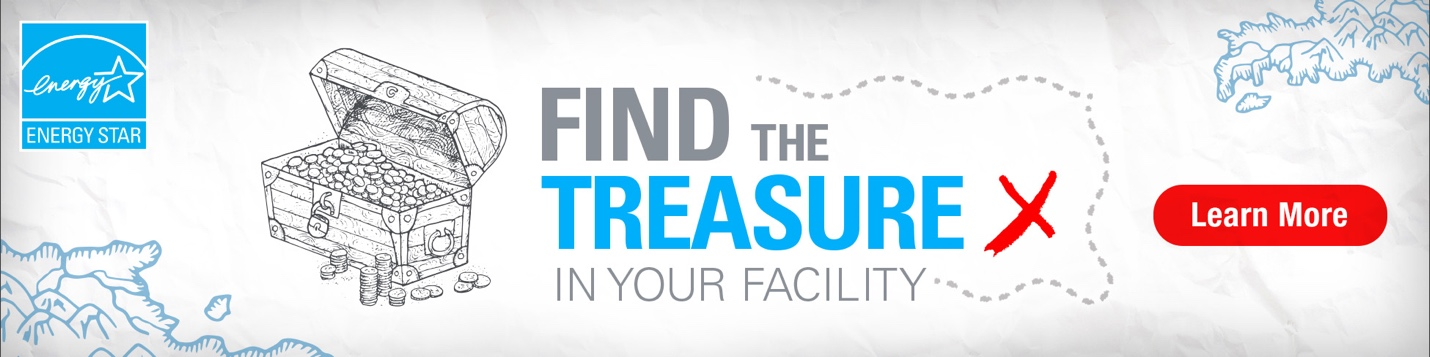 energy
ENERGY STAR
FIND THE
TREASURE X
IN YOUR FACILITY
Learn More